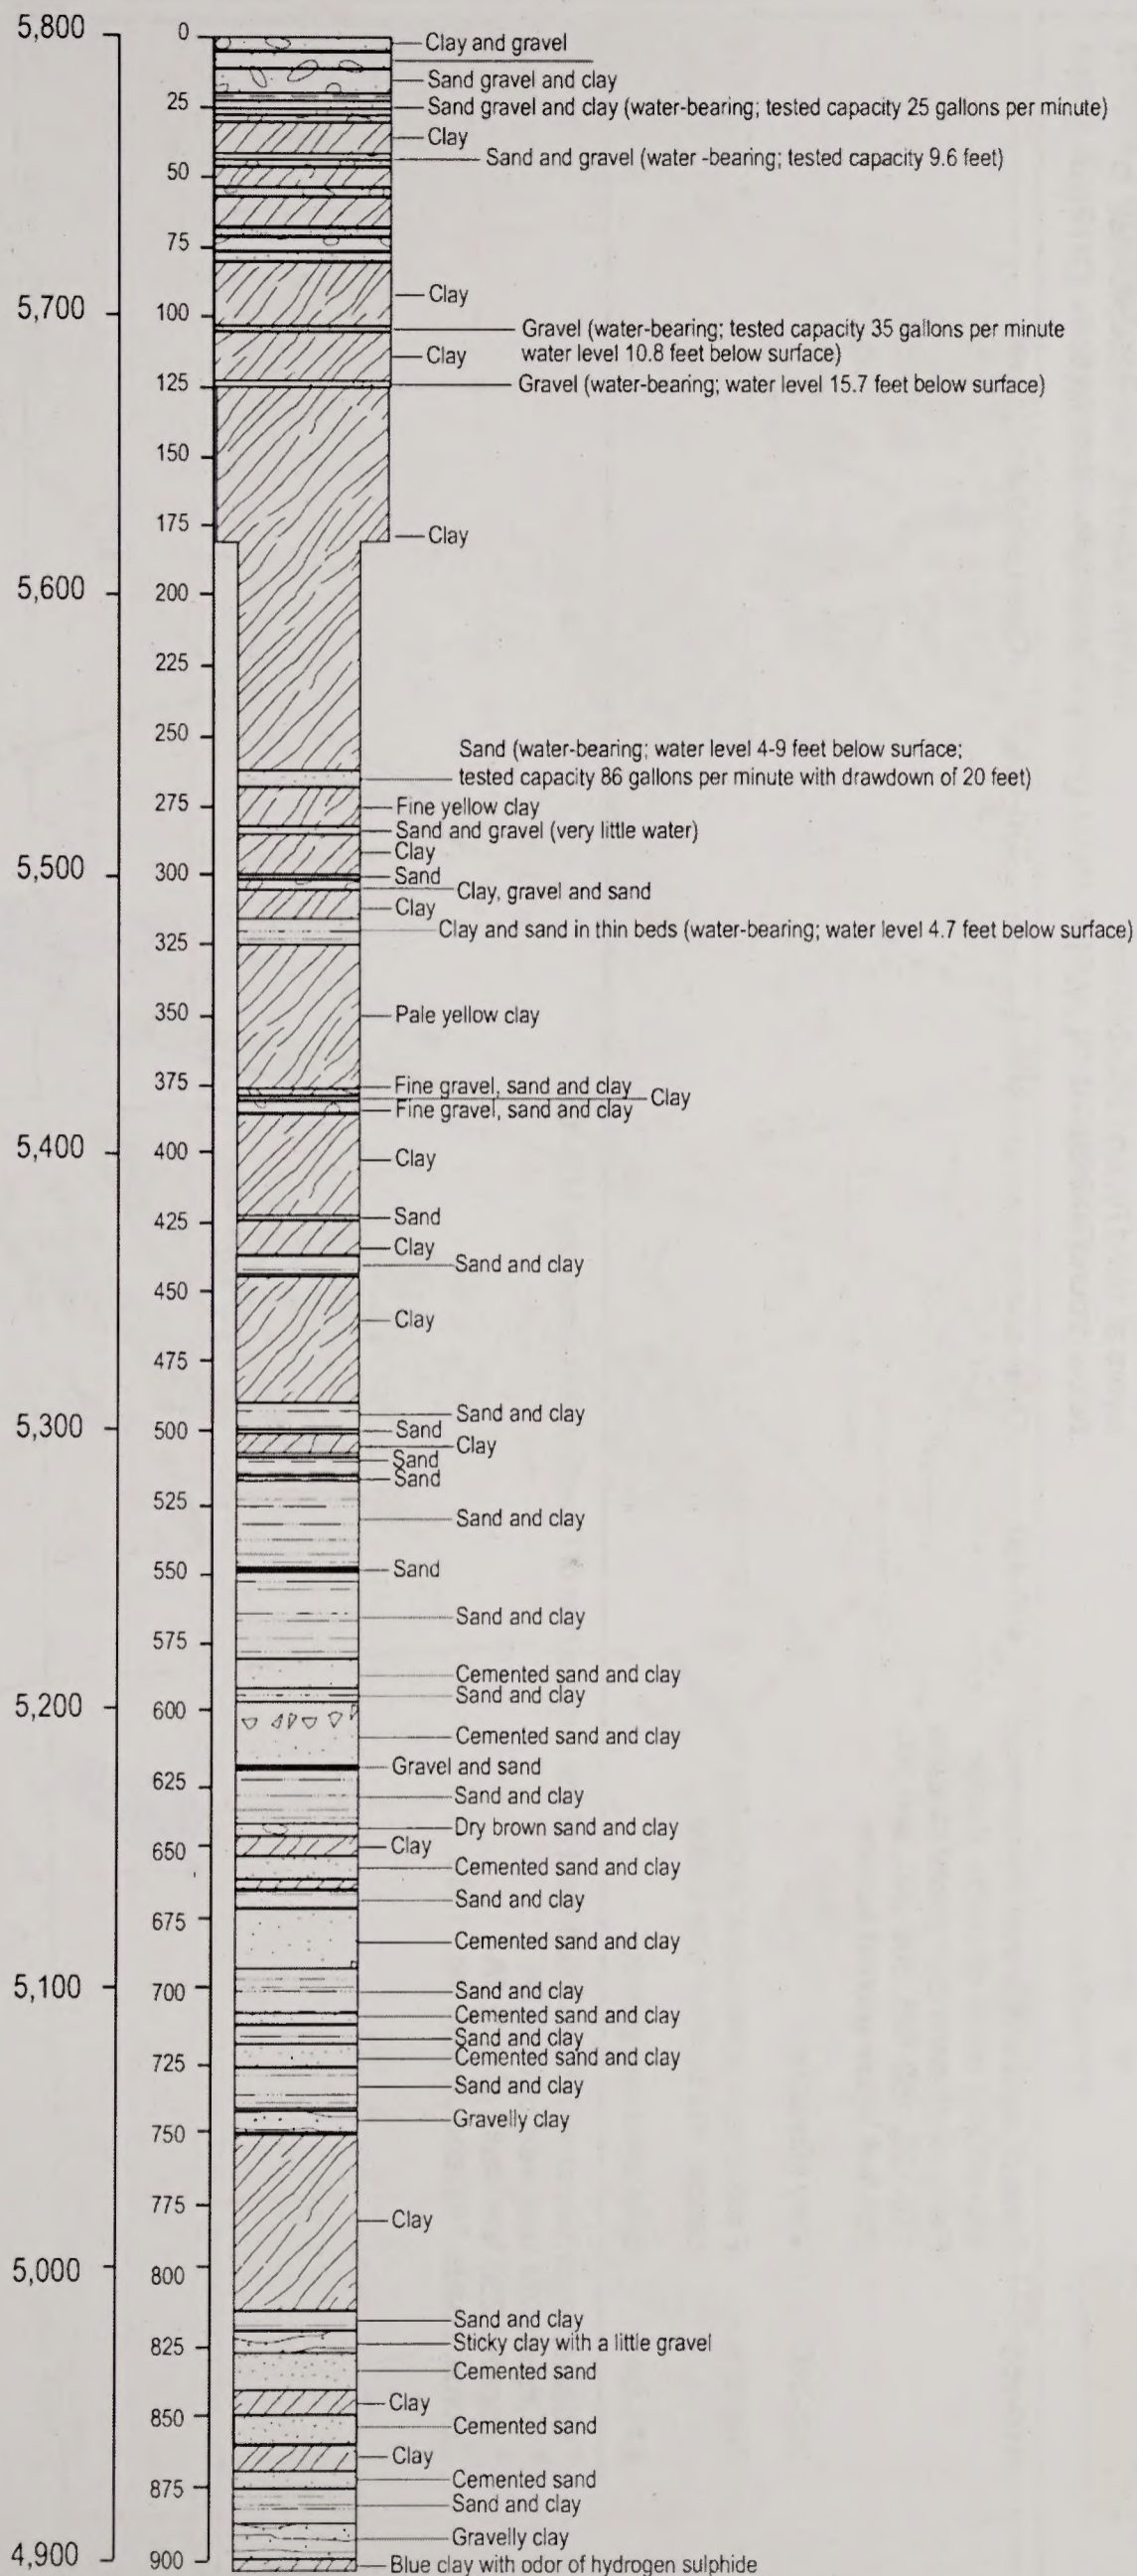 5,800
0
Clay and gravel
Sand gravel and clay
25
Sand gravel and clay (water-bearing; tested capacity 25 gallons per minute)
Clay
Sand and gravel (water -bearing; tested capacity 9.6 feet)
50
75
Clay
5,700
100
Gravel (water-bearing; tested capacity 35 gallons per minute
water level 10.8 feet below surface)
Clay
125
Gravel (water-bearing; water level 15.7 feet below surface)
150
175
Clay
5,600
200
225
250
Sand (water-bearing; water level 4-9 feet below surface;
tested capacity 86 gallons per minute with drawdown of 20 feet)
275
Fine yellow clay
Sand and gravel (very little water)
Clay
5,500
300
Sand
Clay, gravel and sand
Clay
Clay and sand in thin beds (water-bearing; water level 4.7 feet below surface)
325
350
Pale yellow clay
375
Fine gravel, sand and clay
Clay
Fine gravel, sand and clay
5,400
400
Clay
425
Sand
Clay
Sand and clay
450
Clay
475
Sand and clay
5,300
500
Sand
Clay
Sand
Sand
525
Sand and clay
550
Sand
Sand and clay
575
Cemented sand and clay
Sand and clay
5,200
600
Cemented sand and clay
Gravel and sand
625
Sand and clay
Dry brown sand and clay
650
Clay
Cemented sand and clay
Sand and clay
675
Cemented sand and clay
5,100
700
Sand and clay
Cemented sand and clay
Sand and clay
Cemented sand and clay
725
Sand and clay
Gravelly clay
750
775
Clay
5,000
800
Sand and clay
825
Sticky clay with a little gravel
Cemented sand
Clay
850
Cemented sand
Clay
Cemented sand
875
Sand and clay
Gravelly clay
4,900
900
Blue clay with odor of hydrogen sulphide